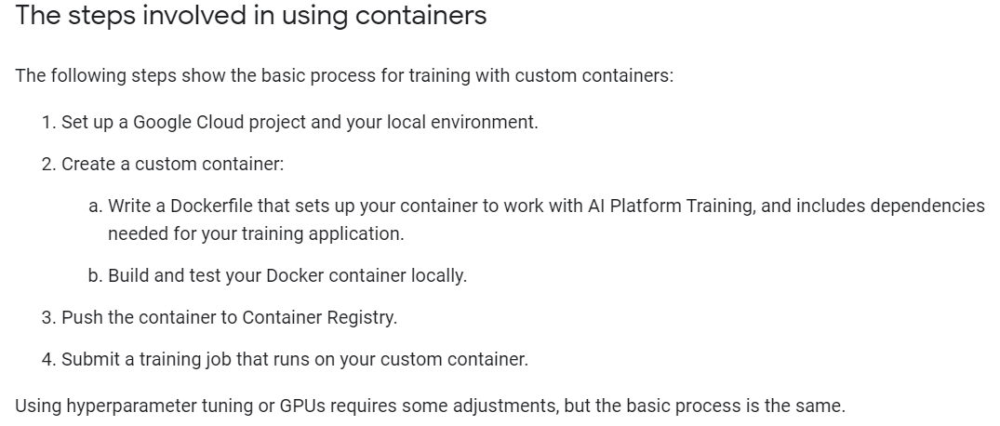 The steps involved in using containers
The following steps show the basic process for training with custom containers:
1. Set up a Google Cloud project and your local environment.
2. Create a custom container:
a. Write a Dockerfile that sets up your container to work with AI Platform Training, and includes dependencies
needed for your training application.
b. Build and test your Docker container locally.
3. Push the container to Container Registry.
4. Submit a training job that runs on your custom container.
Using hyperparameter tuning or GPUs requires some adjustments, but the basic process is the same.